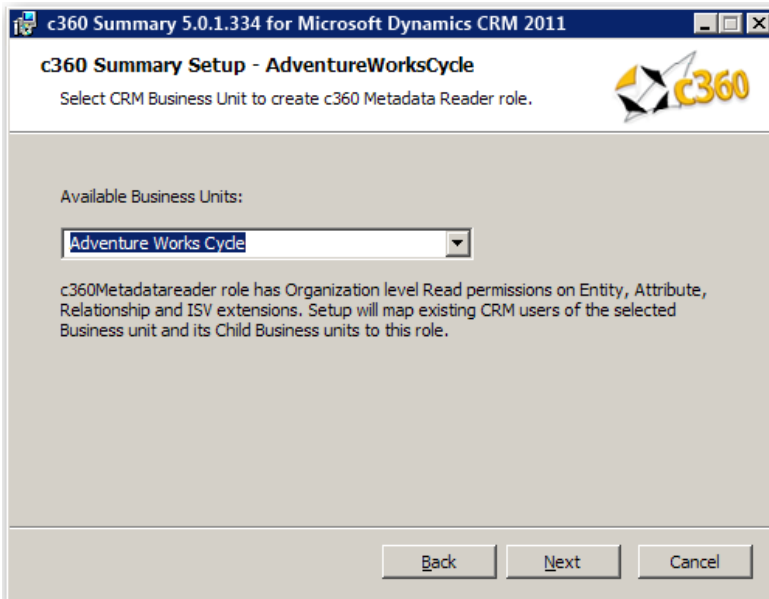 c360 Summary 5.0.1.334 for Microsoft Dynamics CRM 2011
c360 Summary Setup - AdventureWorksCycle
Select CRM Business Unit to create c360 Metadata Reader role.
c360
Available Business Units:
Adventure Works Cycle
c360Metadatareader role has Organization level Read permissions on Entity, Attribute,
Relationship and ISV extensions. Setup will map existing CRM users of the selected
Business unit and its Child Business units to this role.
Back Next Cancel